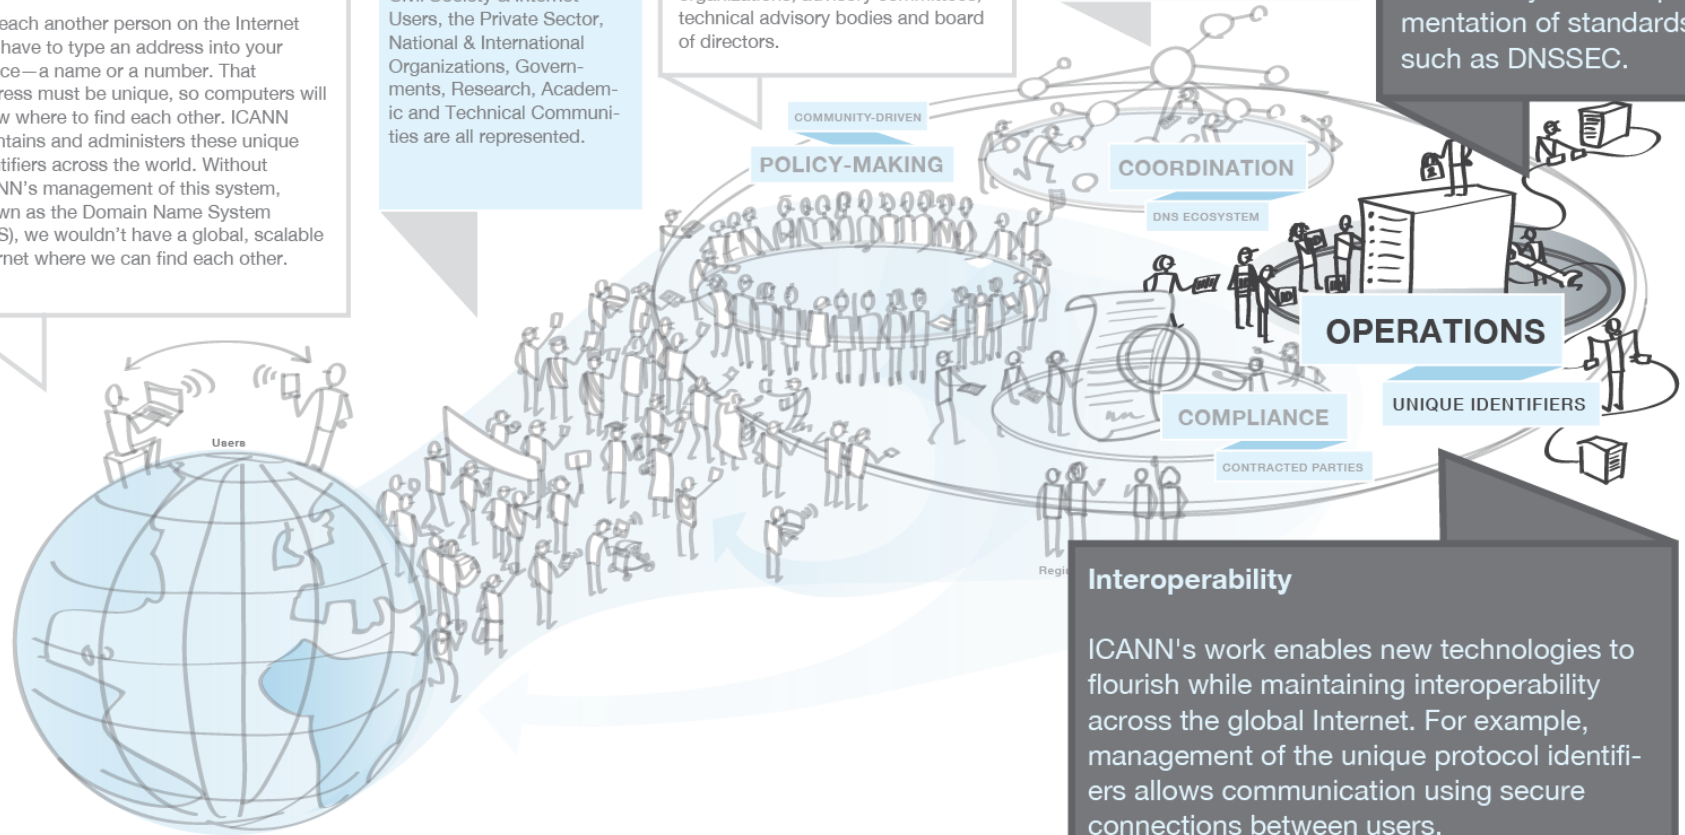 each another person on the Internet
have to type an address into your
ce—a name or a number. That
ress must be unique, so computers will
w where to find each other. ICANN
ntains and administers these unique
ntifiers across the world. Without
NN's management of this system,
wn as the Domain Name System
S), we wouldn't have a global, scalable
rnet where we can find each other.
Users, the Private Sector,
National & International
Organizations, Govern-
ments, Research, Academ-
ic and Technical Communi-
ties are all represented.
technical advisory bodies and board
of directors.
mentation of standards
such as DNSSEC.
COMMUNITY-DRIVEN
POLICY-MAKING
COORDINATION
DNS ECOSYSTEM
OPERATIONS
UNIQUE IDENTIFIERS
COMPLIANCE
CONTRACTED PARTIES
Users
Regi
Interoperability
ICANN's work enables new technologies to
flourish while maintaining interoperability
across the global Internet. For example,
management of the unique protocol identifi-
ers allows communication using secure
connections between users.